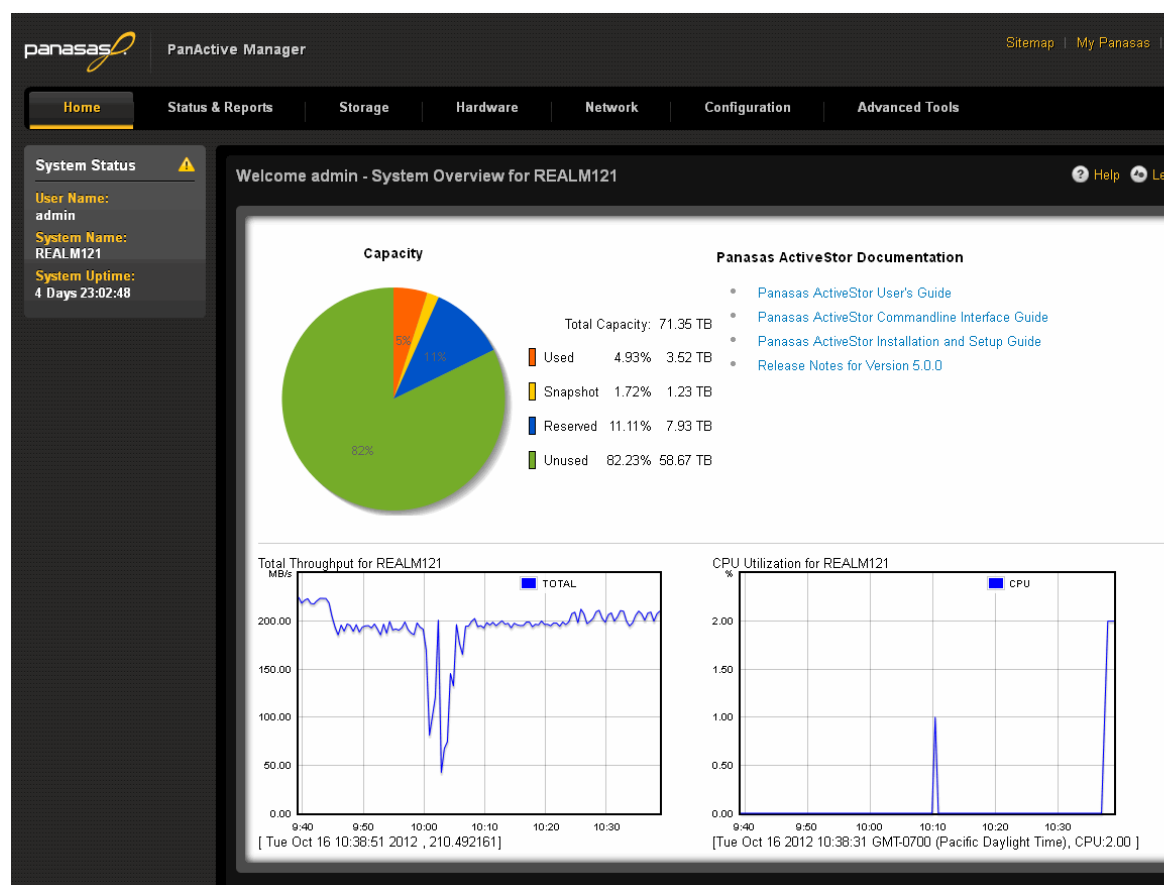 panasas
PanActive Manager
Sitemap | My Panasas |
Home Status & Reports Storage Hardware Network Configuration Advanced Tools
System Status
User Name:
admin
System Name:
REALM121
System Uptime:
4 Days 23:02:48
Welcome admin - System Overview for REALM121
? Help Le
Capacity
5%
11%
82%
Total Capacity: 71.35 TB
Used 4.93% 3.52 TB
Snapshot 1.72% 1.23 TB
Reserved 11.11% 7.93 TB
Unused 82.23% 58.67 TB
Panasas ActiveStor Documentation
Panasas ActiveStor User's Guide
Panasas ActiveStor Commandline Interface Guide
Panasas ActiveStor Installation and Setup Guide
Release Notes for Version 5.0.0
Total Throughput for REALM121
MB/s
TOTAL
200.00
150.00
100.00
50.00
0.00
9:40 9:50 10:00 10:10 10:20 10:30
[ Tue Oct 16 10:38:51 2012 , 210.492161]
CPU Utilization for REALM121
%
CPU
2.00
1.50
1.00
0.50
0.00
9:40 9:50 10:00 10:10 10:20 10:30
[Tue Oct 16 2012 10:38:31 GMT-0700 (Pacific Daylight Time), CPU:2.00 ]